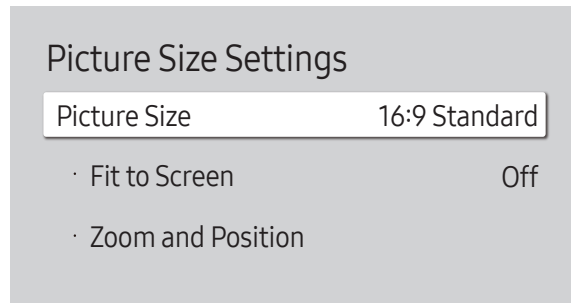 Picture Size Settings
Picture Size 16:9 Standard
· Fit to Screen Off
· Zoom and Position